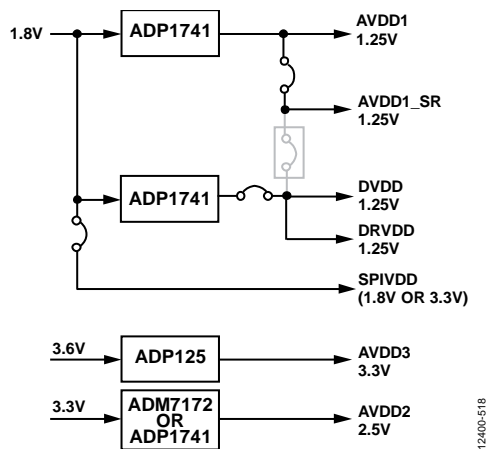 1.8V
ADP1741
AVDD1
1.25V
AVDD1_SR
1.25V
ADP1741
DVDD
1.25V
DRVDD
1.25V
SPIVDD
(1.8V OR 3.3V)
3.6V
ADP125
AVDD3
3.3V
3.3V
ADM7172
OR
ADP1741
AVDD2
2.5V
12400-518